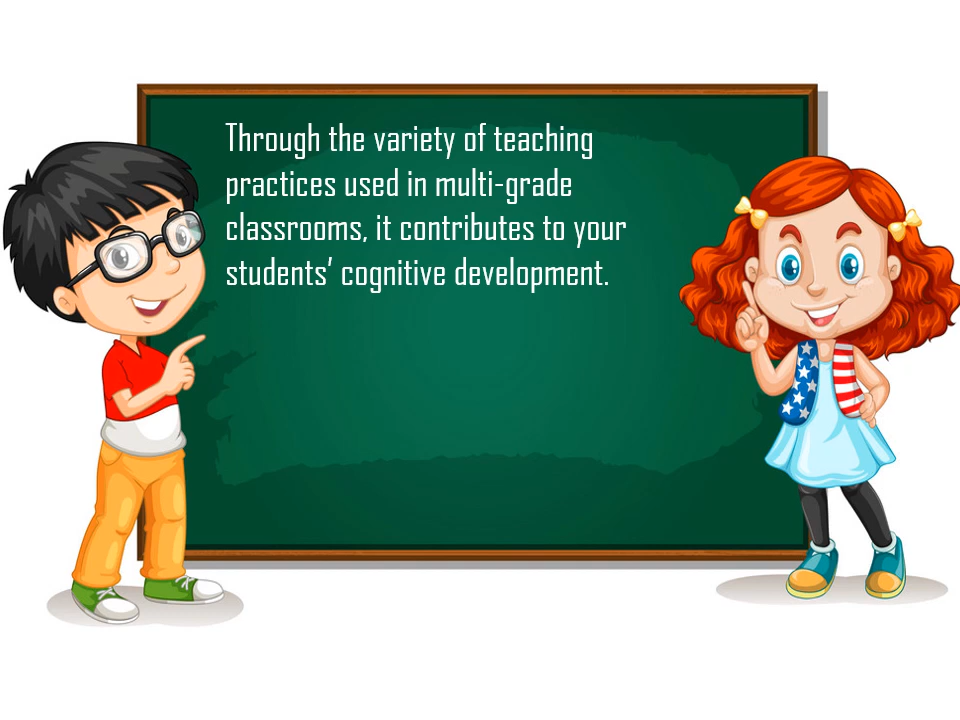 Through the variety of teaching
practices used in multi-grade
classrooms, it contributes to your
students’ cognitive development.